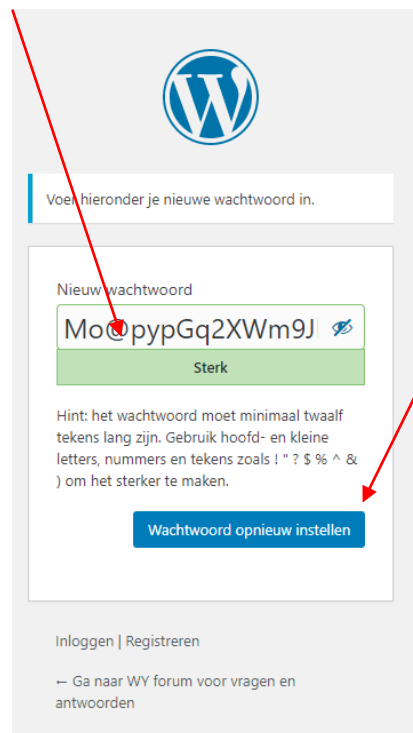 Voer hieronder je nieuwe wachtwoord in.
Nieuw wachtwoord
Mo@pypGq2XWm9J
Sterk
Hint: het wachtwoord moet minimaal twaalf
tekens lang zijn. Gebruik hoofd- en kleine
letters, nummers en tekens zoals ! " ? $ % ^ &
) om het sterker te maken.
Wachtwoord opnieuw instellen
Inloggen | Registreren
← Ga naar WY forum voor vragen en
antwoorden